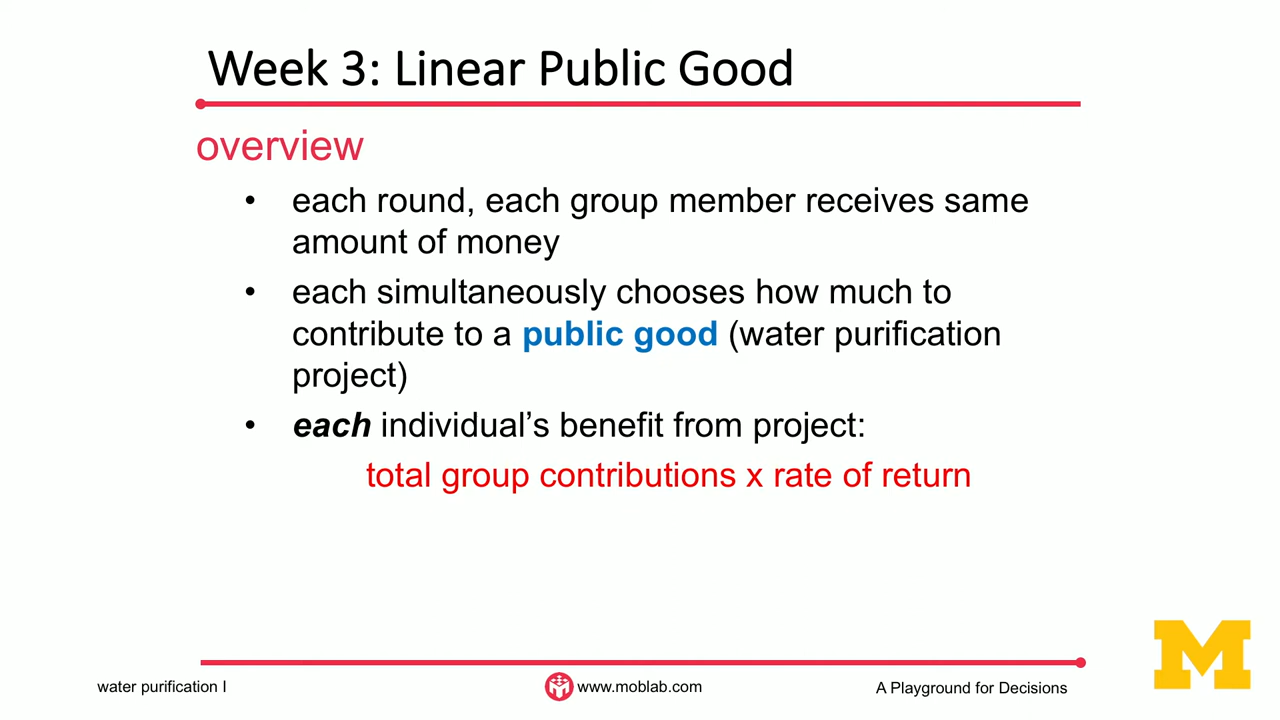 Week 3: Linear Public Good
overview
• each round, each group member receives same
amount of money
• each simultaneously chooses how much to
contribute to a public good (water purification
project)
• each individual’s benefit from project:
total group contributions x rate of return
water purification I
www.moblab.com
A Playground for Decisions
M